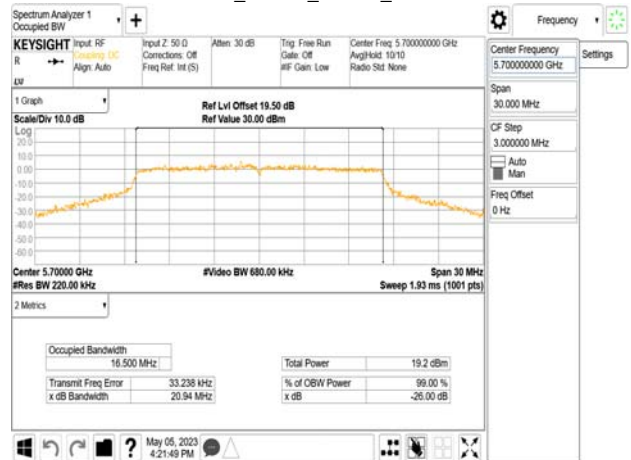 Spectrum Analyzer 1
Occupied BW
Frequency
KEYSIGHT
Input: RF
Coupling: DC
Align: Auto
Input Z: 50 Ω
Corrections: Off
Freq Ref: Int (S)
Atten: 30 dB
Trig: Free Run
Gate: Off
#IF Gain: Low
Center Freq: 5.700000000 GHz
Avg|Hold: 10/10
Radio Std: None
R
Center Frequency
5.700000000 GHz
Settings
Span
30.000 MHz
CF Step
3.000000 MHz
Auto
Man
Freq Offset
0 Hz
1 Graph
Ref Lvl Offset 19.50 dB
Scale/Div 10.0 dB
Ref Value 30.00 dBm
Log
20.0
10.0
0.00
-10.0
-20.0
-30.0
-40.0
-50.0
-60.0
Center 5.70000 GHz
#Video BW 680.00 kHz
Span 30 MHz
#Res BW 220.00 kHz
Sweep 1.93 ms (1001 pts)
2 Metrics
Occupied Bandwidth
16.500 MHz
Total Power 19.2 dBm
Transmit Freq Error 33.238 kHz
% of OBW Power 99.00 %
x dB Bandwidth 20.94 MHz
x dB -26.00 dB
May 05, 2023
4:21:49 PM